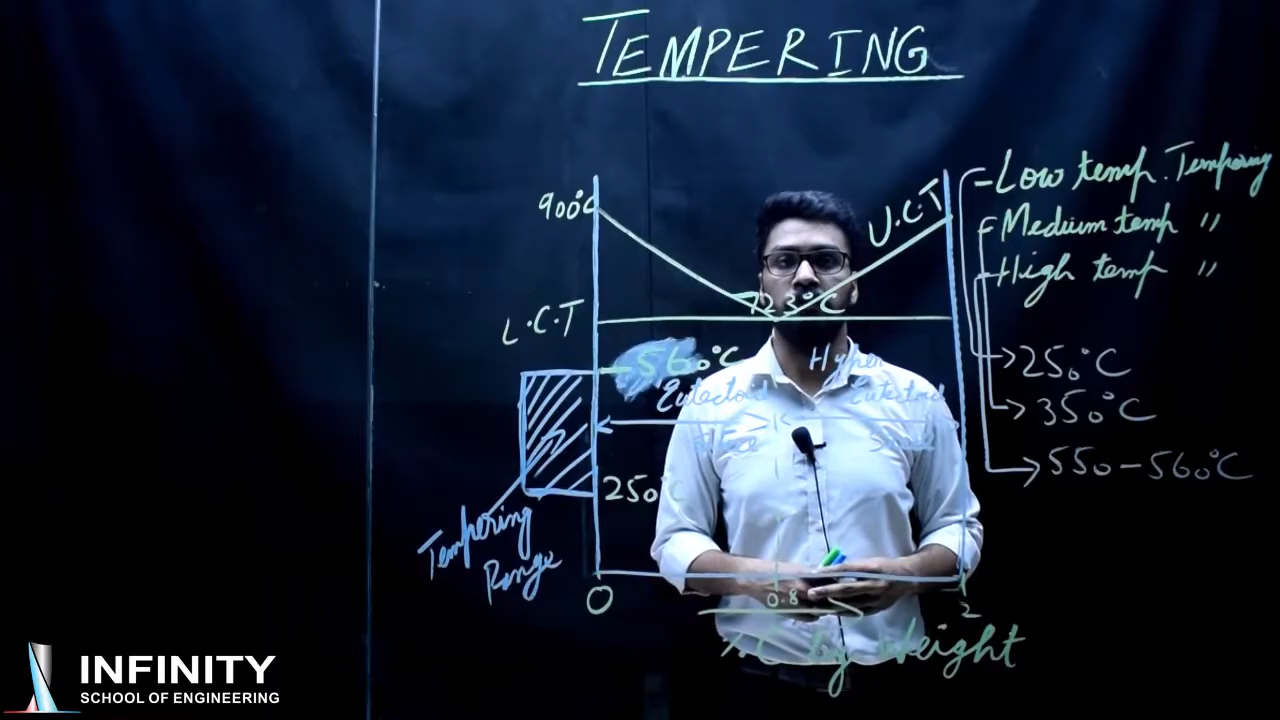 TEMPERING
Low temp. Tempering
Medium temp "
High temp "
900°C
U.C.T
723°C
L.C.T
560°C
Hyper
Eutectoid
Eutectoid
250°C
350°C
550-560°C
250°C
Tempering
Range
0
0.8
2
%C by weight
INFINITY
SCHOOL OF ENGINEERING